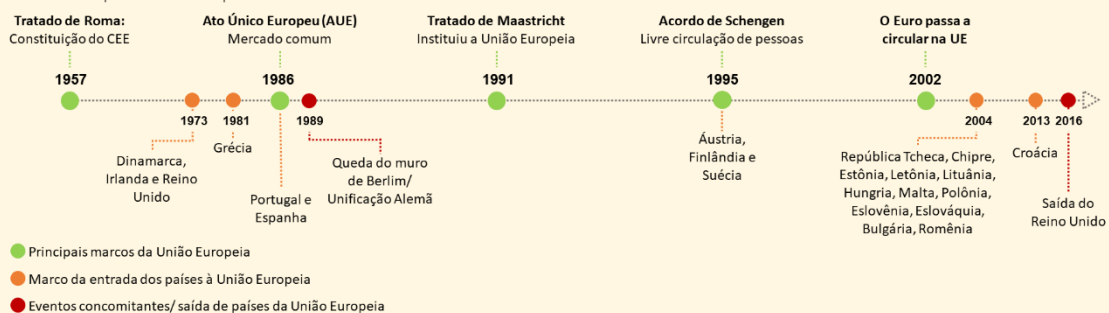 Tratado de Roma:
Constituição do CEE
Ato Único Europeu (AUE)
Mercado comum
Tratado de Maastricht
Instituiu a União Europeia
Acordo de Schengen
Livre circulação de pessoas
O Euro passa a
circular na UE
1957
1986
1991
1995
2002
1973
1981
1989
2004
2013
2016
Dinamarca,
Irlanda e Reino
Unido
Grécia
Portugal e
Espanha
Queda do muro
de Berlim/
Unificação Alemã
Áustria,
Finlândia e
Suécia
República Tcheca, Chipre,
Estônia, Letônia, Lituânia,
Hungria, Malta, Polônia,
Eslovênia, Eslováquia,
Bulgária, Romênia
Croácia
Saída do
Reino Unido
Principais marcos da União Europeia
Marco da entrada dos países à União Europeia
Eventos concomitantes/ saída de países da União Europeia